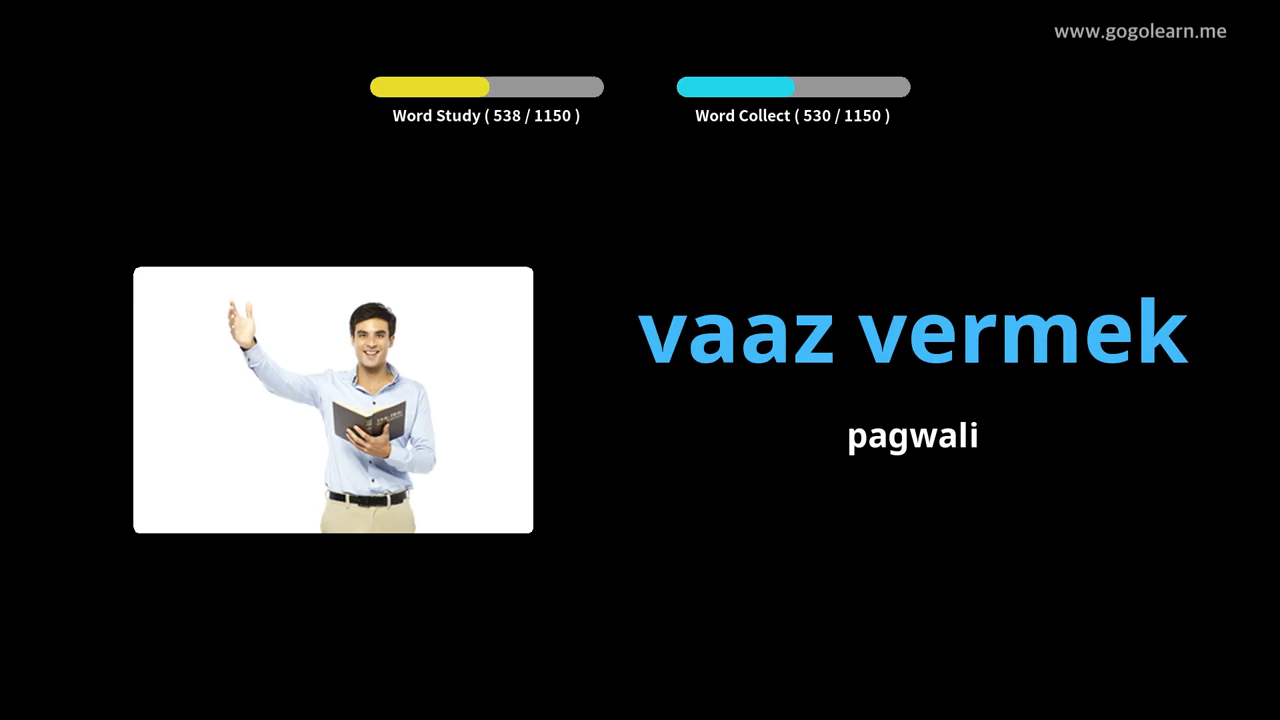 www.gogolearn.me
Word Study ( 538 / 1150 )
Word Collect ( 530 / 1150 )
vaaz vermek
pagwali